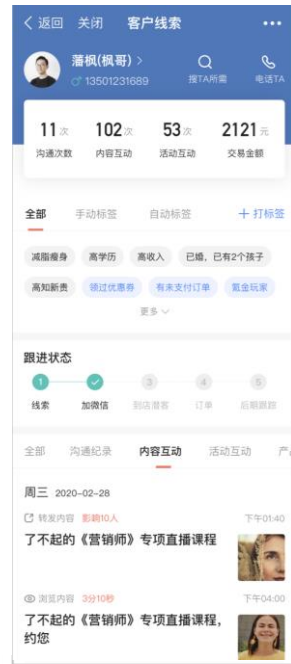 返回 关闭 客户线索
藩枫(枫哥)
13501231689
搜TA所需 电话TA
11次 102次 53次 2121元
沟通次数 内容互动 活动互动 交易金额
全部 手动标签 自动标签 + 打标签
减脂瘦身 高学历 高收入 已婚，已有2个孩子
高知新贵 领过优惠券 有未支付订单 氪金玩家
更多
跟进状态
1 3 4 5
线索 加微信 到店潜客 订单 后期跟踪
全部 沟通纪录 内容互动 活动互动 产
周三 2020-02-28
转发内容 影响10人 下午01:40
了不起的《营销师》专项直播课程
浏览内容 3分10秒 下午04:00
了不起的《营销师》专项直播课程，
约您